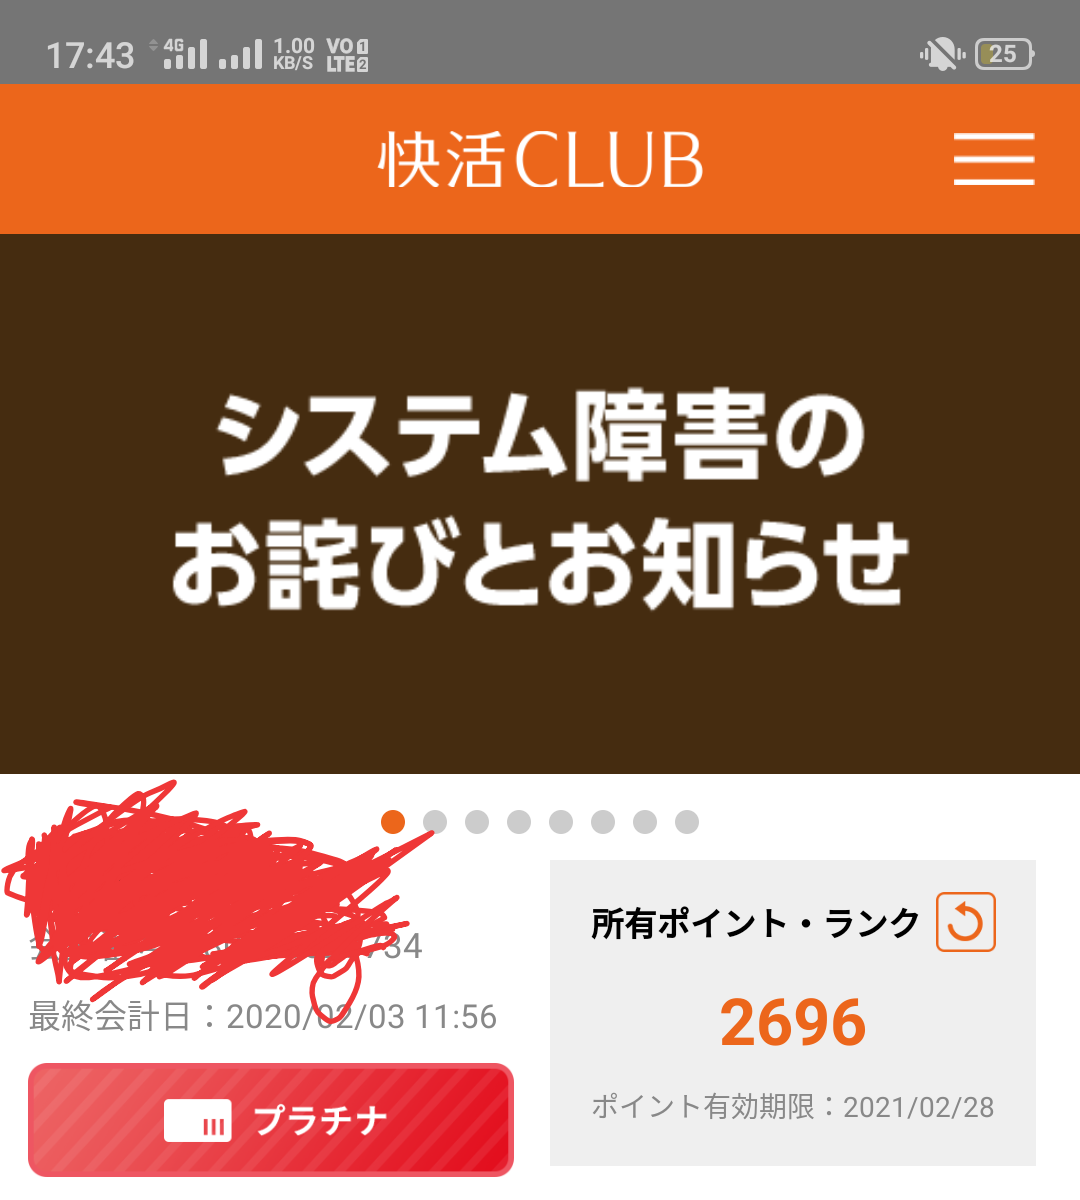 17:43 4G 1.00 KB/S VO 1 LTE 2 25
快活CLUB
システム障害の
お詫びとお知らせ
34
最終会計日：2020/02/03 11:56
プラチナ
所有ポイント・ランク
2696
ポイント有効期限：2021/02/28